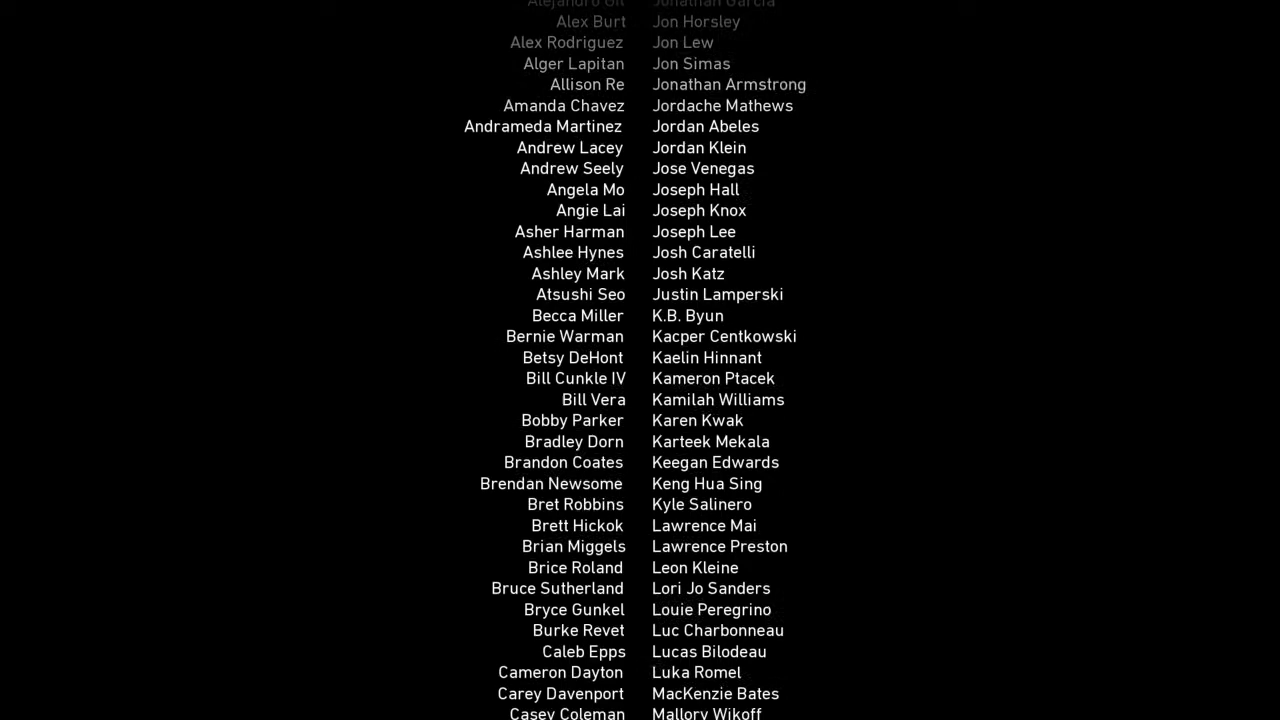 Alex Burt Jon Horsley
Alex Rodriguez Jon Lew
Alger Lapitan Jon Simas
Allison Re Jonathan Armstrong
Amanda Chavez Jordache Mathews
Andrameda Martinez Jordan Abeles
Andrew Lacey Jordan Klein
Andrew Seely Jose Venegas
Angela Mo Joseph Hall
Angie Lai Joseph Knox
Asher Harman Joseph Lee
Ashlee Hynes Josh Caratelli
Ashley Mark Josh Katz
Atsushi Seo Justin Lamperski
Becca Miller K.B. Byun
Bernie Warman Kacper Centkowski
Betsy DeHont Kaelin Hinnant
Bill Cunkle IV Kameron Ptacek
Bill Vera Kamilah Williams
Bobby Parker Karen Kwak
Bradley Dorn Karteek Mekala
Brandon Coates Keegan Edwards
Brendan Newsome Keng Hua Sing
Bret Robbins Kyle Salinero
Brett Hickok Lawrence Mai
Brian Miggels Lawrence Preston
Brice Roland Leon Kleine
Bruce Sutherland Lori Jo Sanders
Bryce Gunkel Louie Peregrino
Burke Revet Luc Charbonneau
Caleb Epps Lucas Bilodeau
Cameron Dayton Luka Romel
Carey Davenport MacKenzie Bates
Casey Coleman Mallory Wikoff